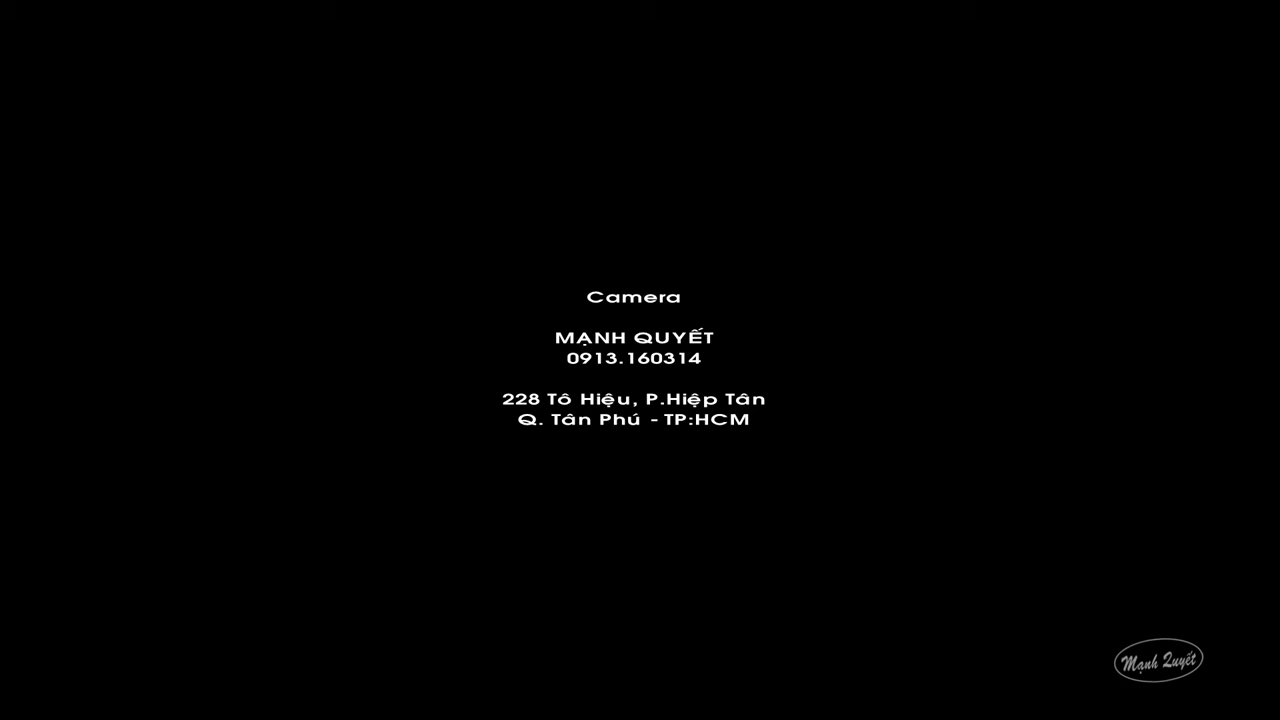 Camera
MẠNH QUYẾT
0913.160314
228 Tô Hiệu, P.Hiệp Tân
Q. Tân Phú - TP:HCM
Mạnh Quyết